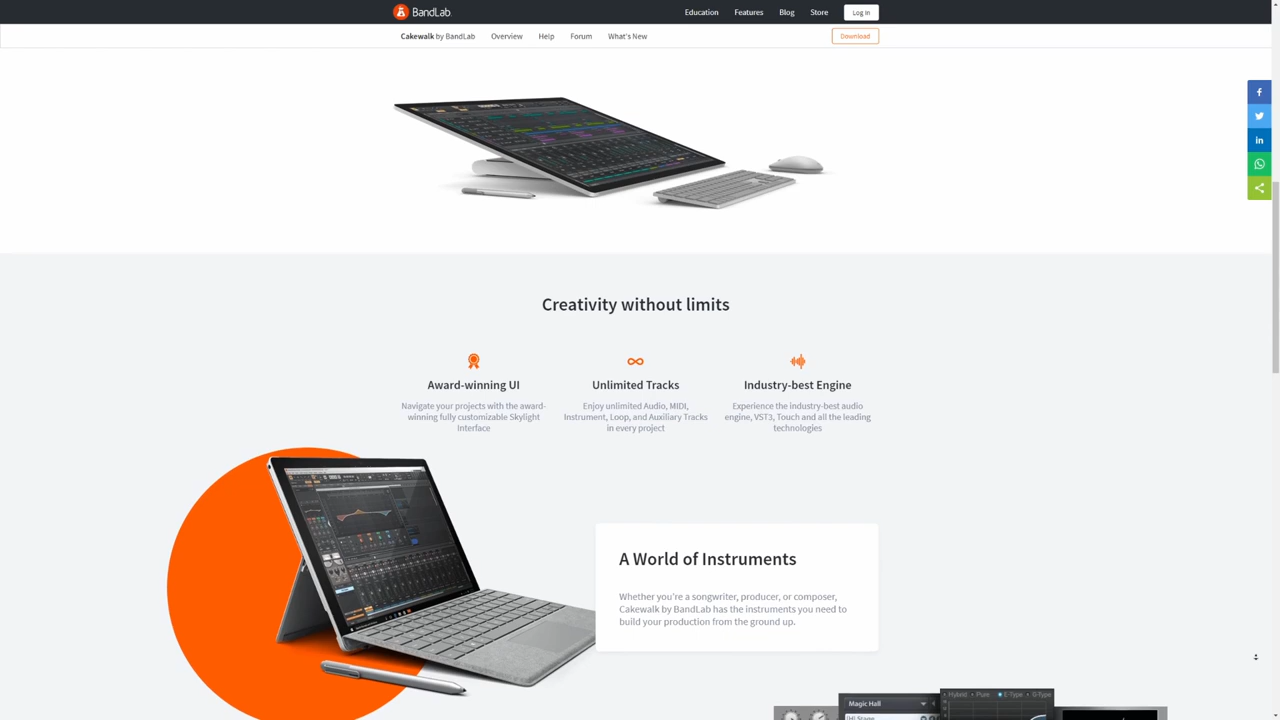 BandLab
Education
Features
Blog
Store
Log in
Cakewalk by BandLab
Overview
Help
Forum
What's New
Download
Creativity without limits
Award-winning UI
Navigate your projects with the award-
winning fully customizable Skylight
Interface
Unlimited Tracks
Enjoy unlimited Audio, MIDI,
Instrument, Loop, and Auxiliary Tracks
in every project
Industry-best Engine
Experience the industry-best audio
engine, VST3, Touch and all the leading
technologies
A World of Instruments
Whether you're a songwriter, producer, or composer,
Cakewalk by BandLab has the instruments you need to
build your production from the ground up.
Hybrid Pure E-Type G-Type
Magic Hall
[H] Stage